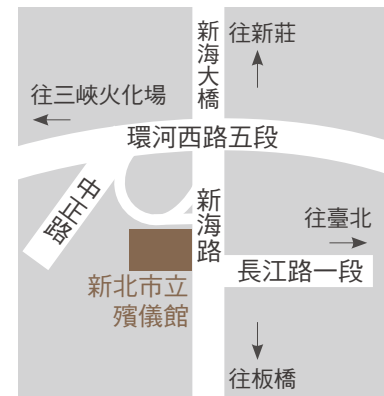 新海大橋
往新莊
往三峽火化場
環河西路五段
中正路
新海路
往臺北
長江路一段
新北市立
殯儀館
往板橋